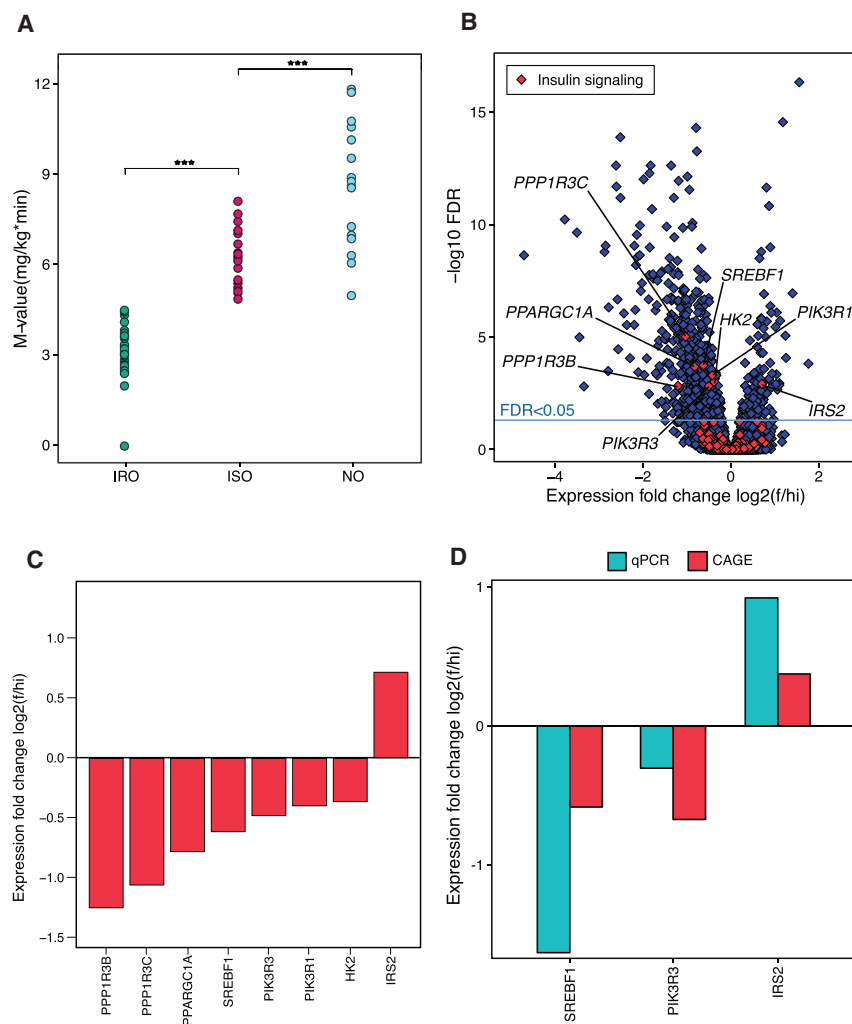 A
M-value(mg/kg*min)
12
9
6
3
0
***
***
IRO
ISO
NO
B
−log10 FDR
15
10
5
0
Insulin signaling
PPP1R3C
SREBF1
PPARGC1A
HK2
PIK3R1
PPP1R3B
FDR<0.05
IRS2
PIK3R3
−4
−2
0
2
Expression fold change log2(f/hi)
C
Expression fold change log2(f/hi)
1.0
0.5
0.0
−0.5
−1.0
−1.5
PPP1R3B
PPP1R3C
PPARGC1A
SREBF1
PIK3R3
PIK3R1
HK2
IRS2
D
qPCR
CAGE
Expression fold change log2(f/hi)
1
0
-1
SREBF1
PIK3R3
IRS2